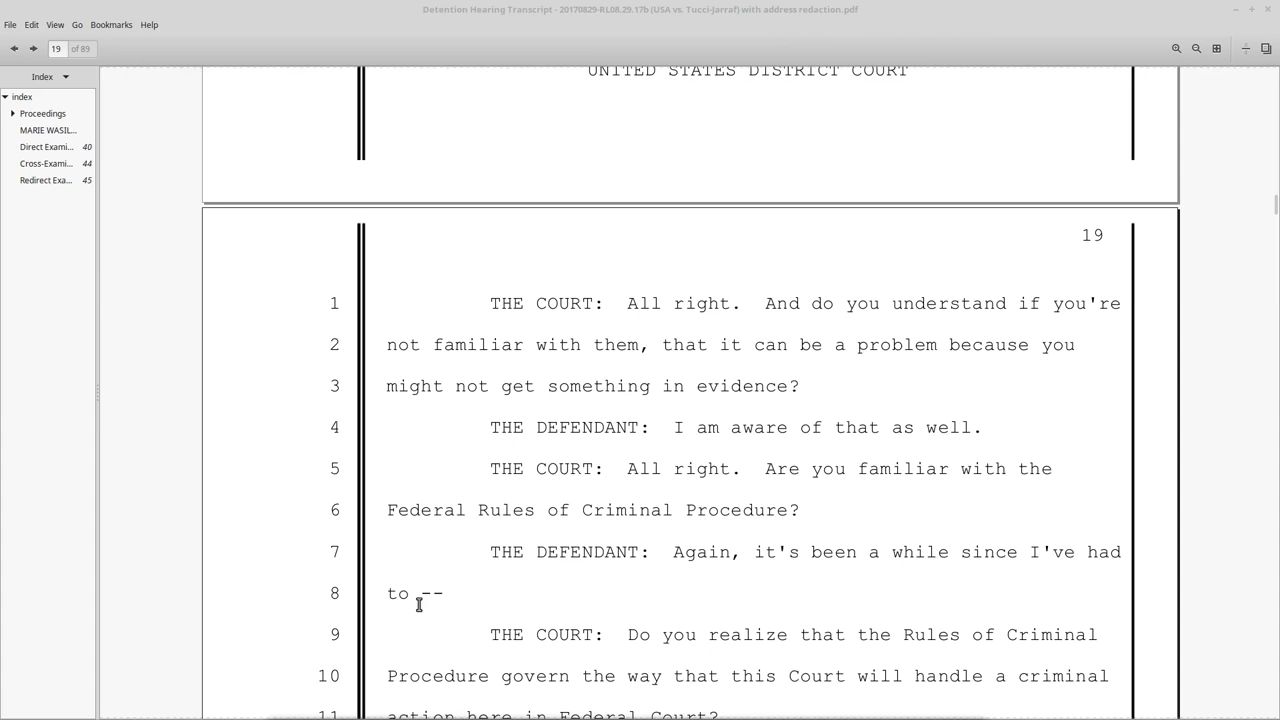 Detention Hearing Transcript - 20170829-RL08.29.17b (USA vs. Tucci-Jarraf) with address redaction.pdf
File Edit View Go Bookmarks Help
19 of 89
Index
index
Proceedings
MARIE WASIL...
Direct Exami... 40
Cross-Exami... 44
Redirect Exa... 45
UNITED STATES DISTRICT COURT
19
1 THE COURT: All right. And do you understand if you're
2 not familiar with them, that it can be a problem because you
3 might not get something in evidence?
4 THE DEFENDANT: I am aware of that as well.
5 THE COURT: All right. Are you familiar with the
6 Federal Rules of Criminal Procedure?
7 THE DEFENDANT: Again, it's been a while since I've had
8 to --
9 THE COURT: Do you realize that the Rules of Criminal
10 Procedure govern the way that this Court will handle a criminal
11 action here in Federal Court?